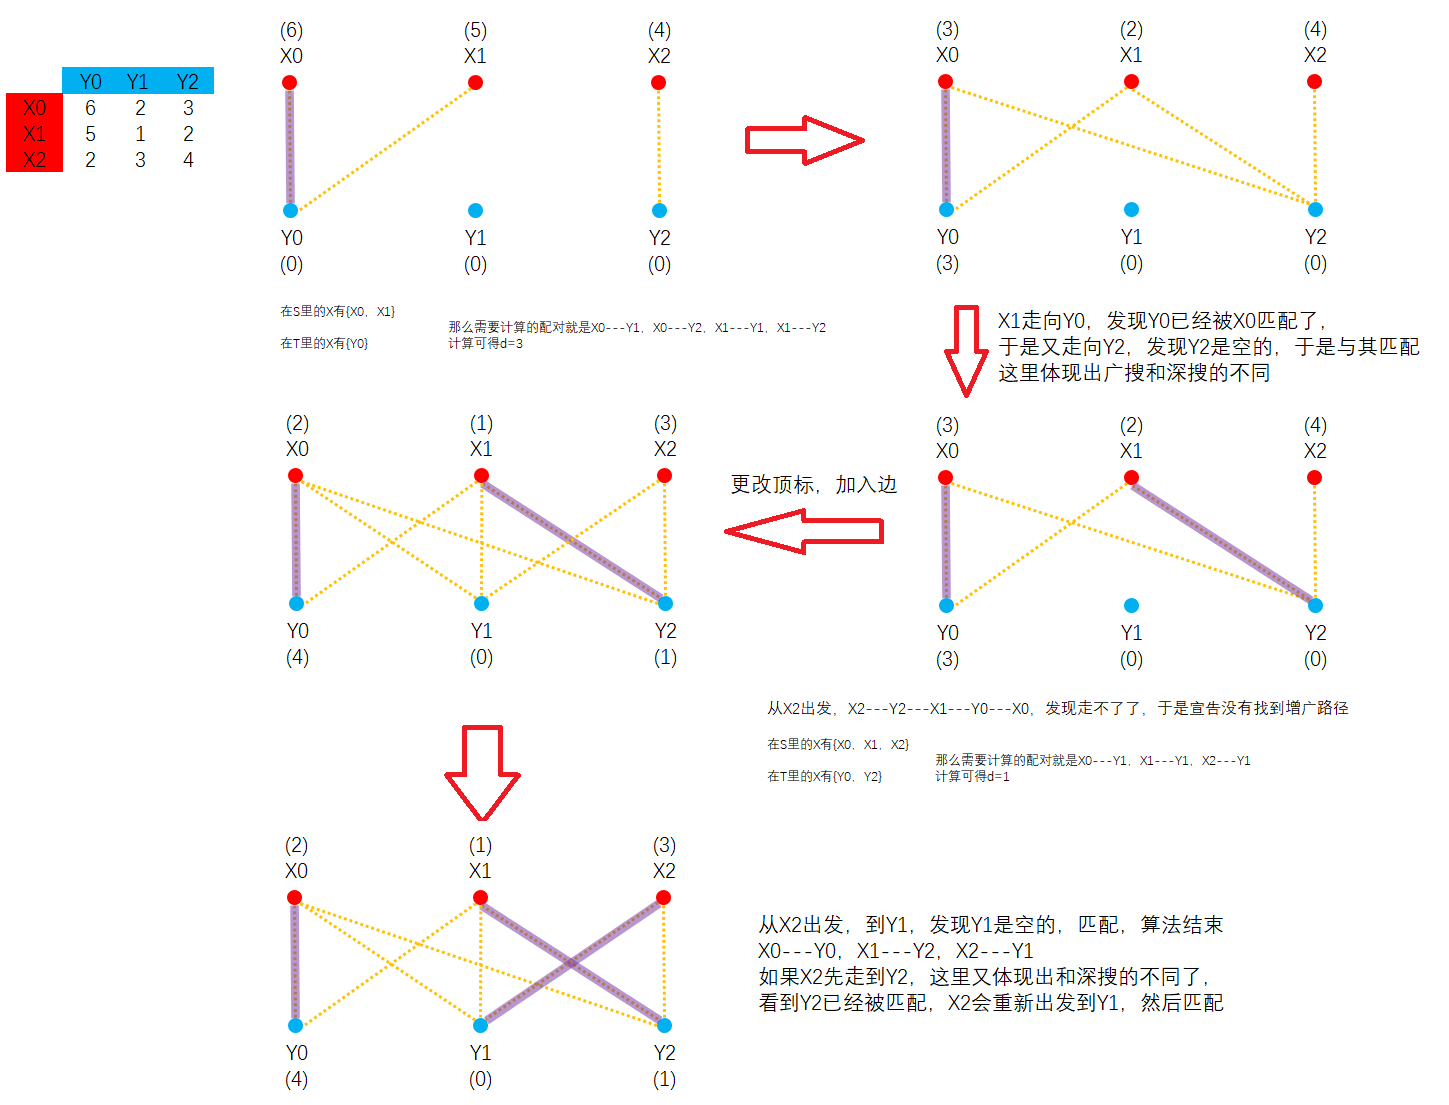 Y0 Y1 Y2
X0 6 2 3
X1 5 1 2
X2 2 3 4
(6) (5) (4)
X0 X1 X2
Y0 Y1 Y2
(0) (0) (0)
在S里的X有{X0、X1}
在T里的X有{Y0}
那么需要计算的配对就是X0---Y1、X0---Y2、X1---Y1、X1---Y2
计算可得d=3
(3) (2) (4)
X0 X1 X2
Y0 Y1 Y2
(3) (0) (0)
X1走向Y0，发现Y0已经被X0匹配了，
于是又走向Y2，发现Y2是空的，于是与其匹配
这里体现出广搜和深搜的不同
(3) (2) (4)
X0 X1 X2
Y0 Y1 Y2
(3) (0) (0)
从X2出发，X2---Y2---X1---Y0---X0，发现走不了了，于是宣告没有找到增广路径
在S里的X有{X0、X1、X2}
在T里的X有{Y0、Y2}
那么需要计算的配对就是X0---Y1、X1---Y1、X2---Y1
计算可得d=1
更改顶标，加入边
(2) (1) (3)
X0 X1 X2
Y0 Y1 Y2
(4) (0) (1)
(2) (1) (3)
X0 X1 X2
Y0 Y1 Y2
(4) (0) (1)
从X2出发，到Y1，发现Y1是空的，匹配，算法结束
X0---Y0，X1---Y2，X2---Y1
如果X2先走到Y2，这里又体现出和深搜的不同了，
看到Y2已经被匹配，X2会重新出发到Y1，然后匹配